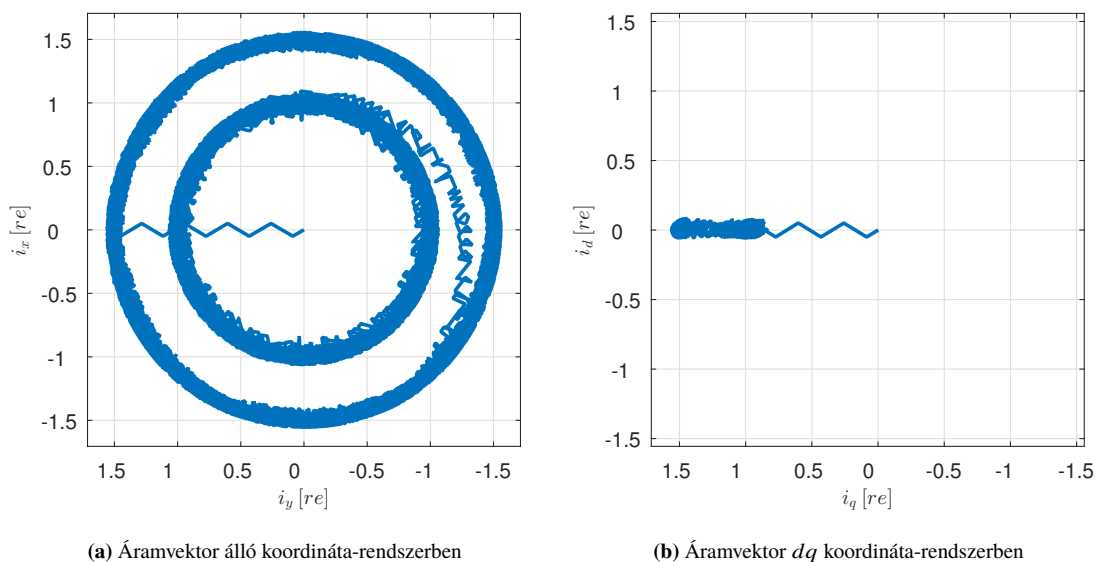 1.5
1
0.5
0
-0.5
-1
-1.5
i_x [re]
1.5 1 0.5 0 -0.5 -1 -1.5
i_y [re]
(a) Áramvektor álló koordináta-rendszerben
1.5
1
0.5
0
-0.5
-1
-1.5
i_d [re]
1.5 1 0.5 0 -0.5 -1 -1.5
i_q [re]
(b) Áramvektor dq koordináta-rendszerben